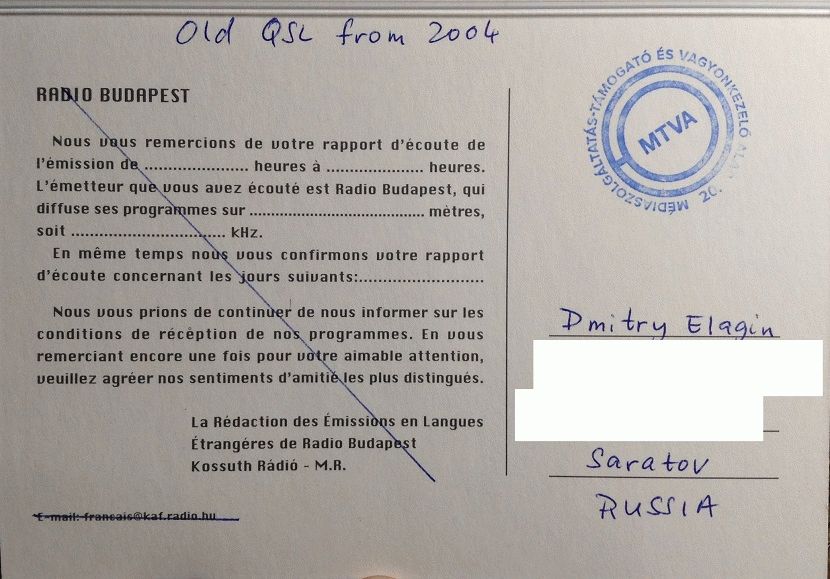 Old QSL from 2004
RADIO BUDAPEST
Nous vous remercions de votre rapport d'écoute de
l'émission de ..................... heures à .................... heures.
L'émetteur que vous avez écouté est Radio Budapest, qui
diffuse ses programmes sur .................................... mètres,
soit ................................ kHz.
En même temps nous vous confirmons votre rapport
d'écoute concernant les jours suivants:..........................
Nous vous prions de continuer de nous informer sur les
conditions de récéption de nos programmes. En vous
remerciant encore une fois pour votre aimable attention,
veuillez agréer nos sentiments d'amitié les plus distingués.
La Rédaction des Émissions en Langues
Étrangéres de Radio Budapest
Kossuth Rádió - M.R.
E-mail: francais@kaf.radio.hu
MÉDIASZOLGÁLTATÁS-TÁMOGATÓ ÉS VAGYONKEZELŐ
20.
MTVA
Dmitry Elagin
Saratov
RUSSIA